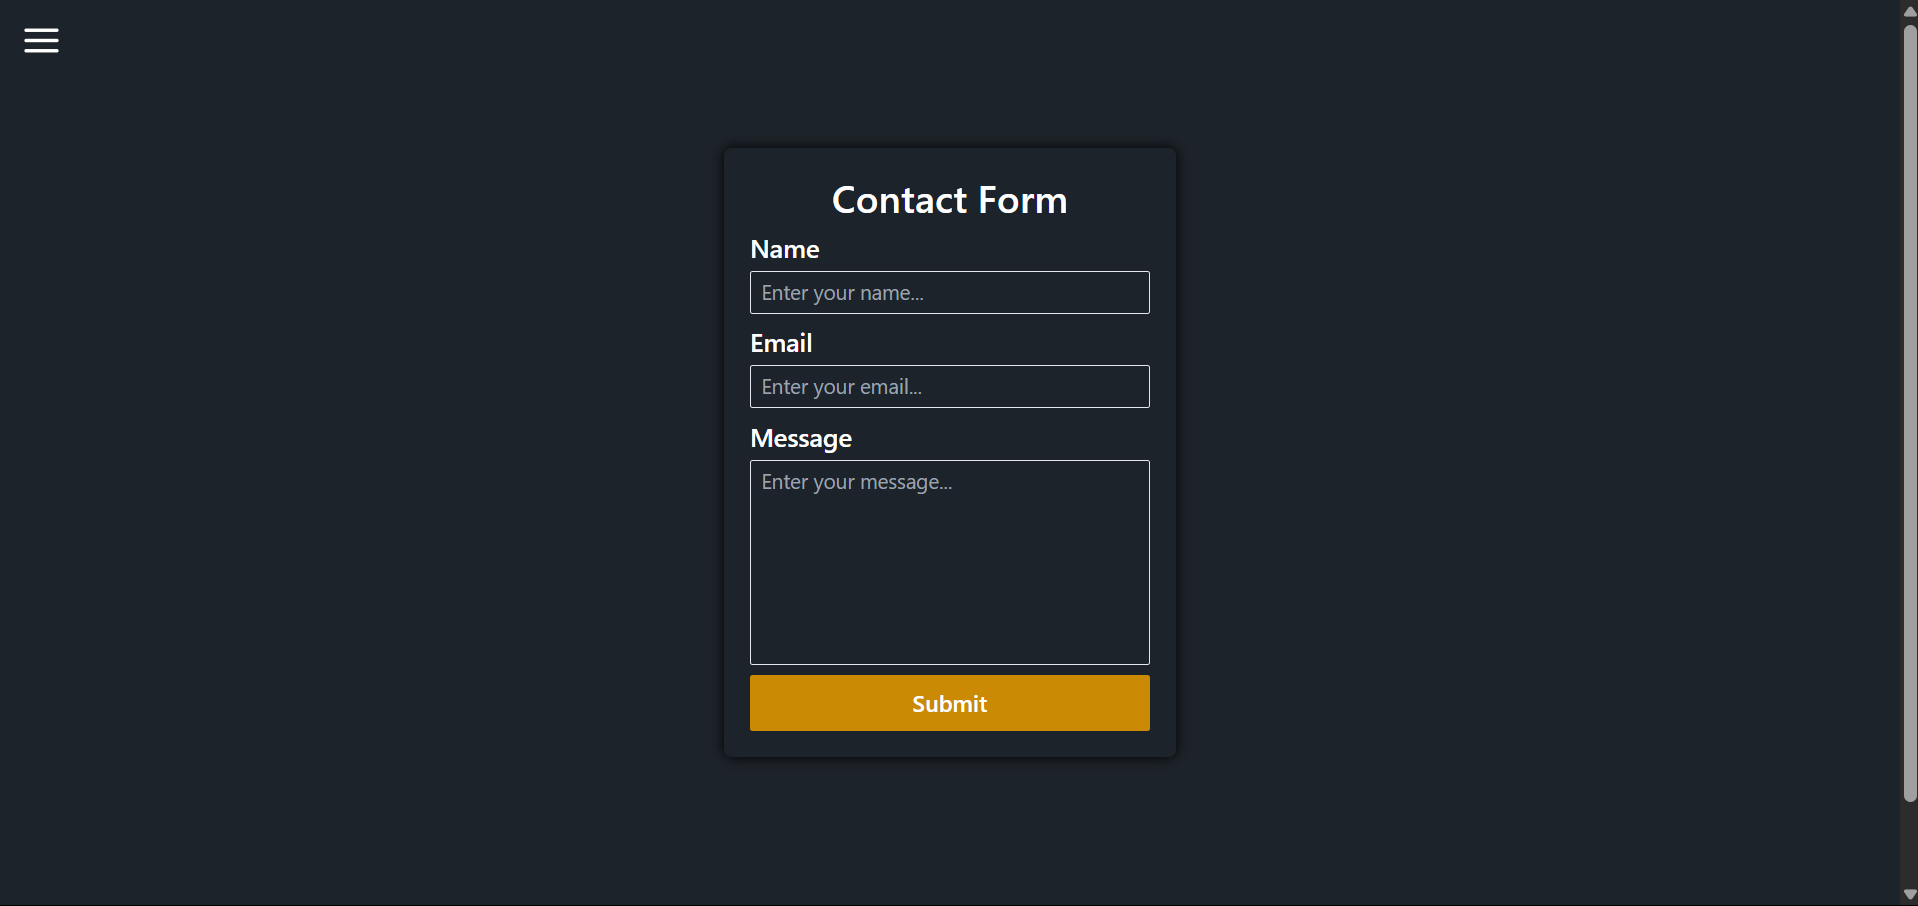 Contact Form
Name
Enter your name...
Email
Enter your email...
Message
Enter your message...
Submit